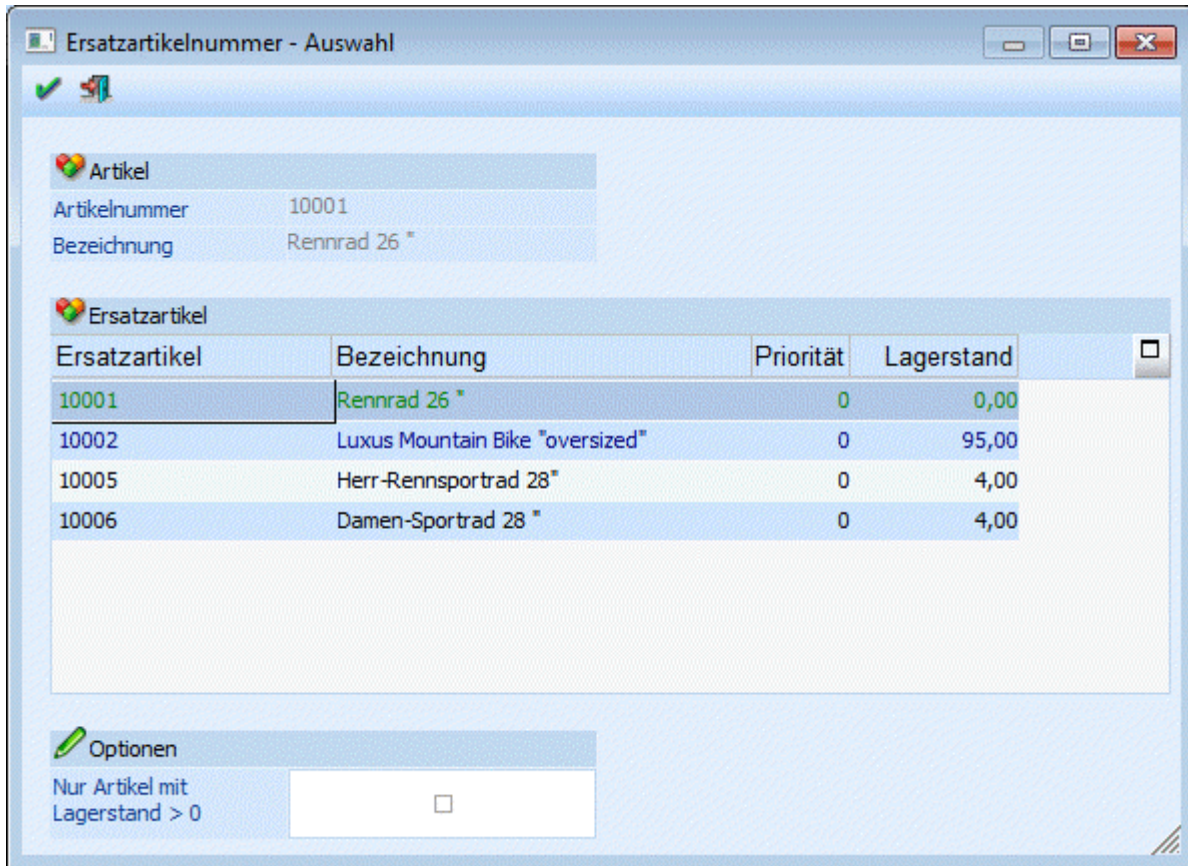 Ersatzartikelnummer - Auswahl
Artikel
Artikelnummer 10001
Bezeichnung Rennrad 26 "
Ersatzartikel
Ersatzartikel Bezeichnung Priorität Lagerstand
10001 Rennrad 26 " 0 0,00
10002 Luxus Mountain Bike "oversized" 0 95,00
10005 Herr-Rennsportrad 28" 0 4,00
10006 Damen-Sportrad 28 " 0 4,00
Optionen
Nur Artikel mit
Lagerstand > 0